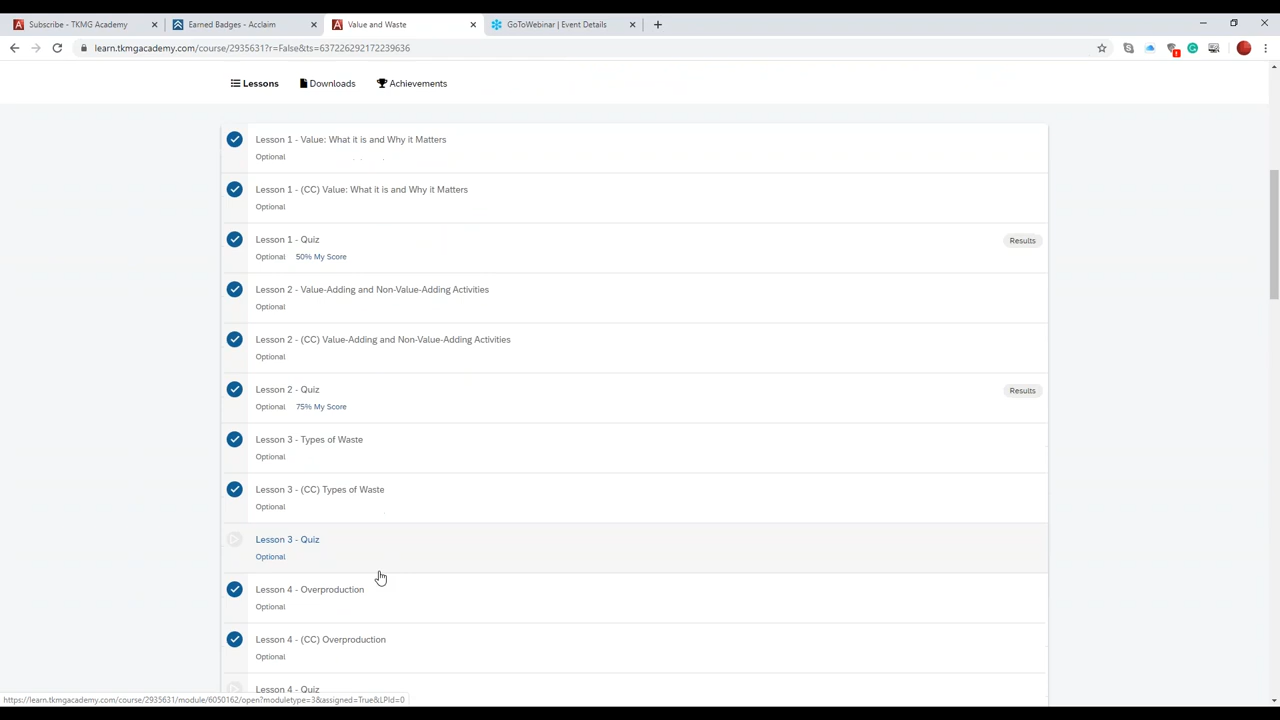 Subscribe - TKMG Academy
Earned Badges - Acclaim
Value and Waste
GoToWebinar | Event Details
learn.tkmgacademy.com/course/2935631?r=False&ts=637226292172239636
Lessons
Downloads
Achievements
Lesson 1 - Value: What it is and Why it Matters
Optional
Lesson 1 - (CC) Value: What it is and Why it Matters
Optional
Lesson 1 - Quiz
Results
Optional 50% My Score
Lesson 2 - Value-Adding and Non-Value-Adding Activities
Optional
Lesson 2 - (CC) Value-Adding and Non-Value-Adding Activities
Optional
Lesson 2 - Quiz
Results
Optional 75% My Score
Lesson 3 - Types of Waste
Optional
Lesson 3 - (CC) Types of Waste
Optional
Lesson 3 - Quiz
Optional
Lesson 4 - Overproduction
Optional
Lesson 4 - (CC) Overproduction
Optional
Lesson 4 - Quiz
https://learn.tkmgacademy.com/course/2935631/module/6050162/open?moduletype=3&assigned=True&LPId=0